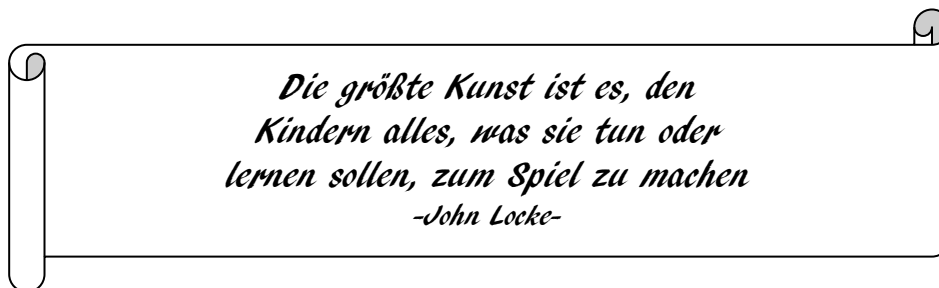 Die größte Kunst ist es, den
Kindern alles, was sie tun oder
lernen sollen, zum Spiel zu machen
-John Locke-